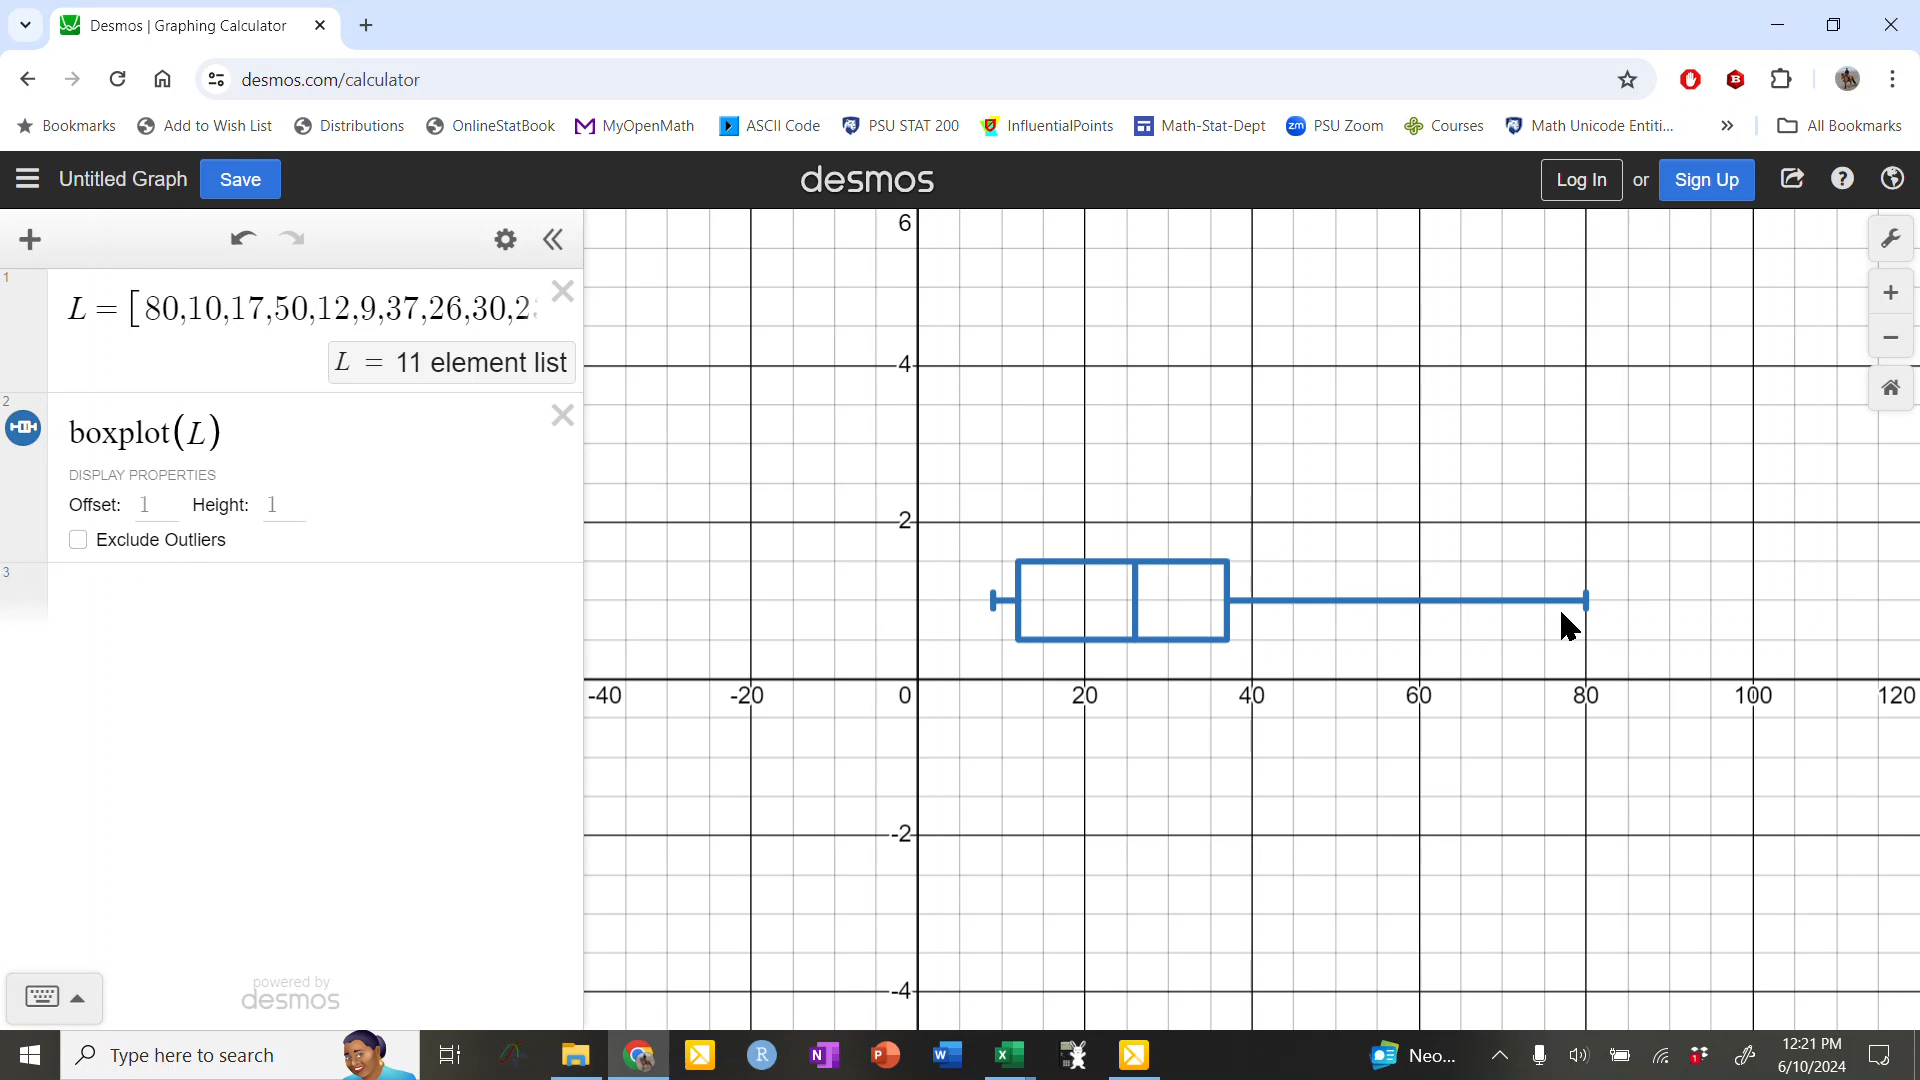 Desmos | Graphing Calculator
desmos.com/calculator
Bookmarks Add to Wish List Distributions OnlineStatBook MyOpenMath ASCII Code PSU STAT 200 InfluentialPoints Math-Stat-Dept PSU Zoom Courses Math Unicode Entiti... All Bookmarks
Untitled Graph Save desmos Log In or Sign Up
1
L = [80,10,17,50,12,9,37,26,30,2
L = 11 element list
2
boxplot(L)
DISPLAY PROPERTIES
Offset: 1 Height: 1
Exclude Outliers
3
powered by
desmos
6
4
2
-40 -20 0 20 40 60 80 100 120
-2
-4
Type here to search Neo... 12:21 PM
6/10/2024